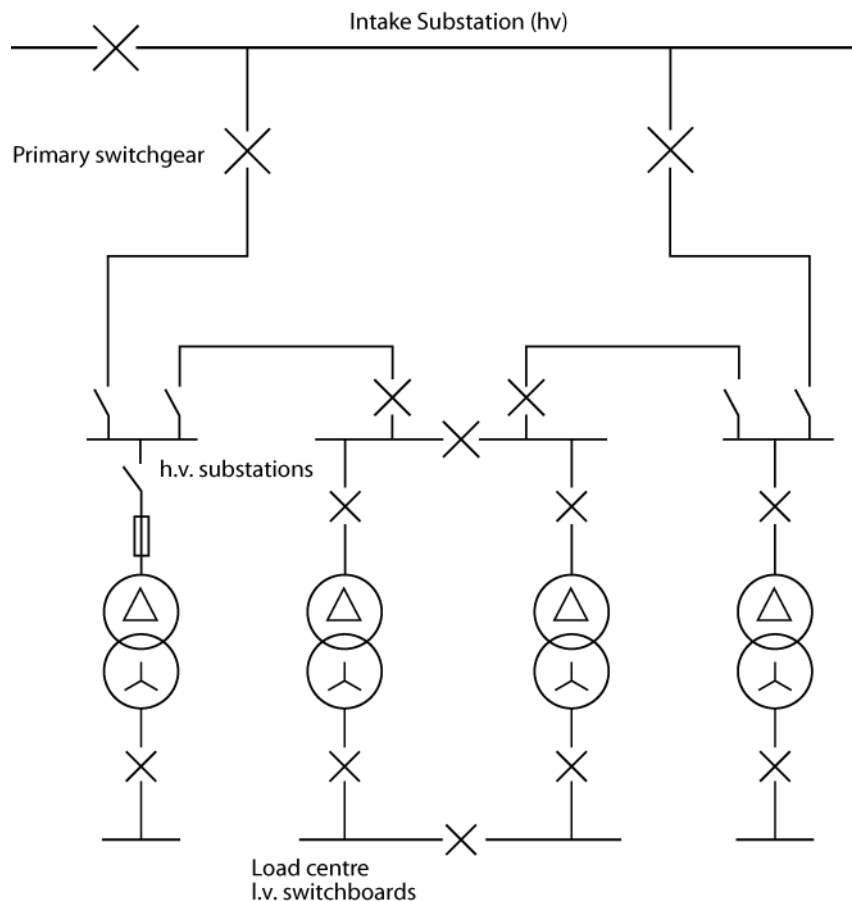 Intake Substation (hv)
Primary switchgear
h.v. substations
Load centre
l.v. switchboards